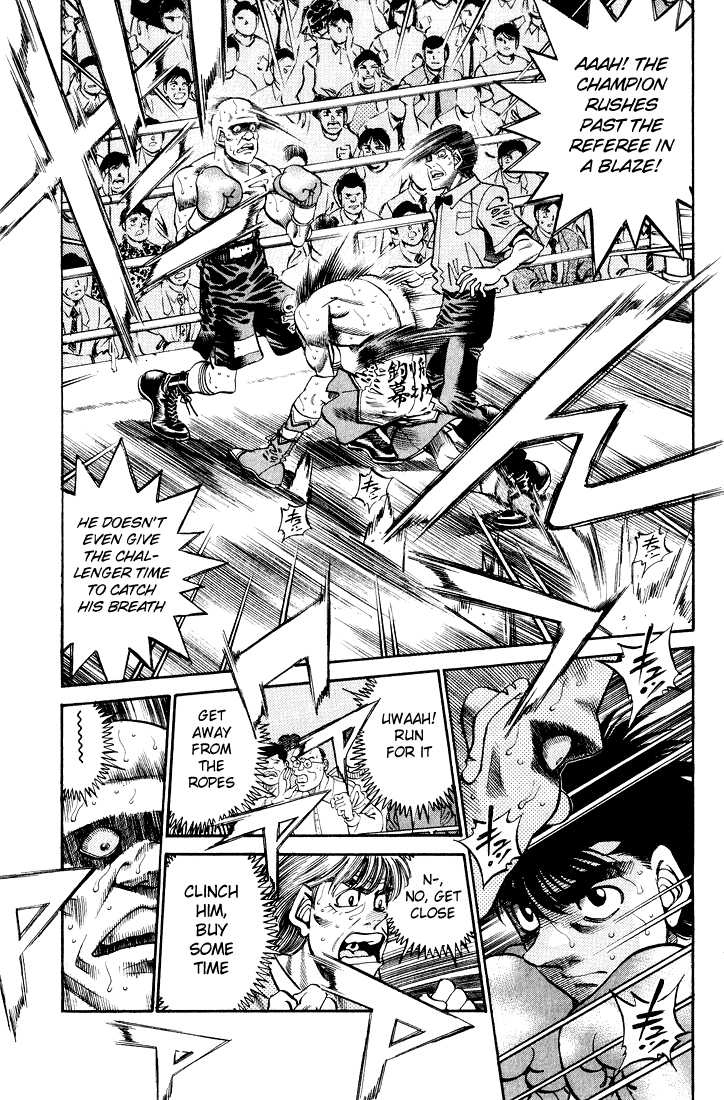 AAAH! THE
CHAMPION
RUSHES
PAST THE
REFEREE IN
A BLAZE!
HE DOESN'T
EVEN GIVE
THE CHAL-
LENGER TIME
TO CATCH
HIS BREATH
UWAAH!
RUN
FOR IT
GET
AWAY
FROM
THE
ROPES
N-,
NO, GET
CLOSE
CLINCH
HIM,
BUY
SOME
TIME